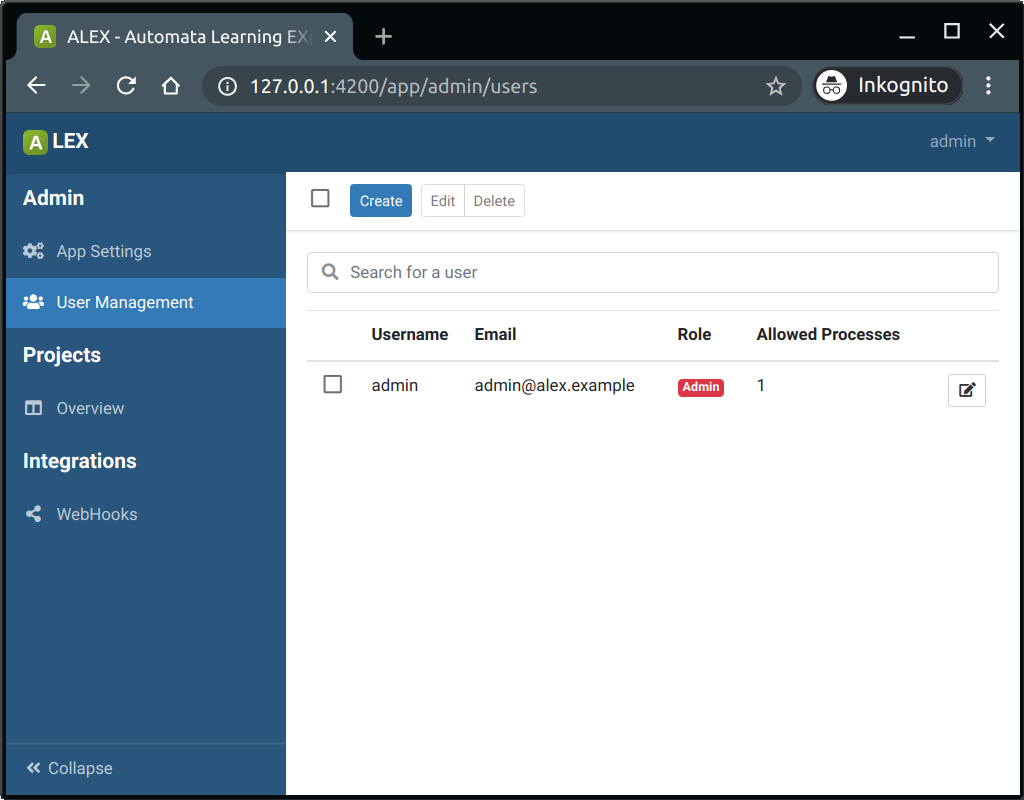 A ALEX - Automata Learning EX
127.0.0.1:4200/app/admin/users
Inkognito
A LEX
admin
Admin
App Settings
User Management
Projects
Overview
Integrations
WebHooks
Collapse
Create Edit Delete
Search for a user
Username Email Role Allowed Processes
admin admin@alex.example Admin 1